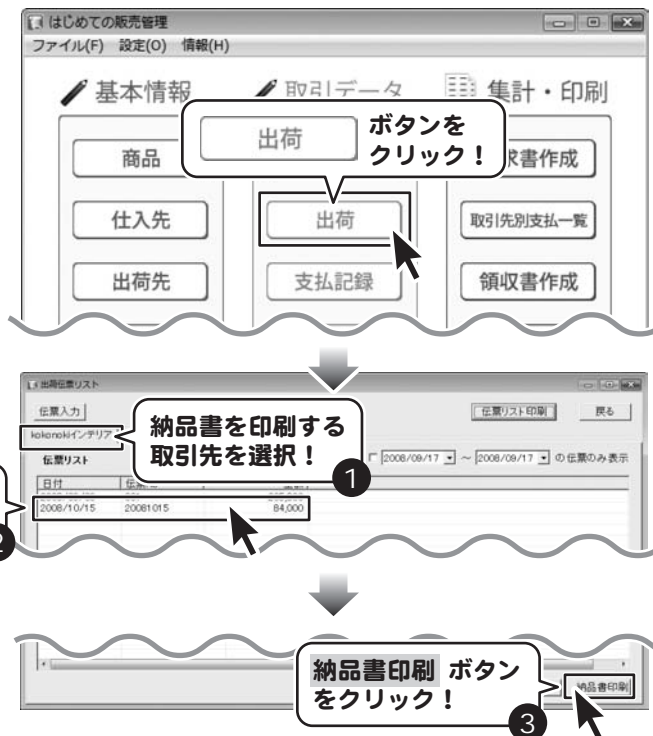 はじめての販売管理
ファイル(F) 設定(O) 情報(H)
基本情報 取引データ 集計・印刷
出荷 ボタンを
クリック！
商品 求書作成
仕入先 出荷 取引先別支払一覧
出荷先 支払記録 領収書作成
出荷伝票リスト
伝票入力 伝票リスト印刷 戻る
kokonokiインテリア
納品書を印刷する
取引先を選択！
1
伝票リスト 2008/09/17 ～ 2008/09/17 の伝票のみ表示
日付
2008/10/15 20081015 84,000
2
納品書印刷 ボタン
をクリック！
納品書印刷
3